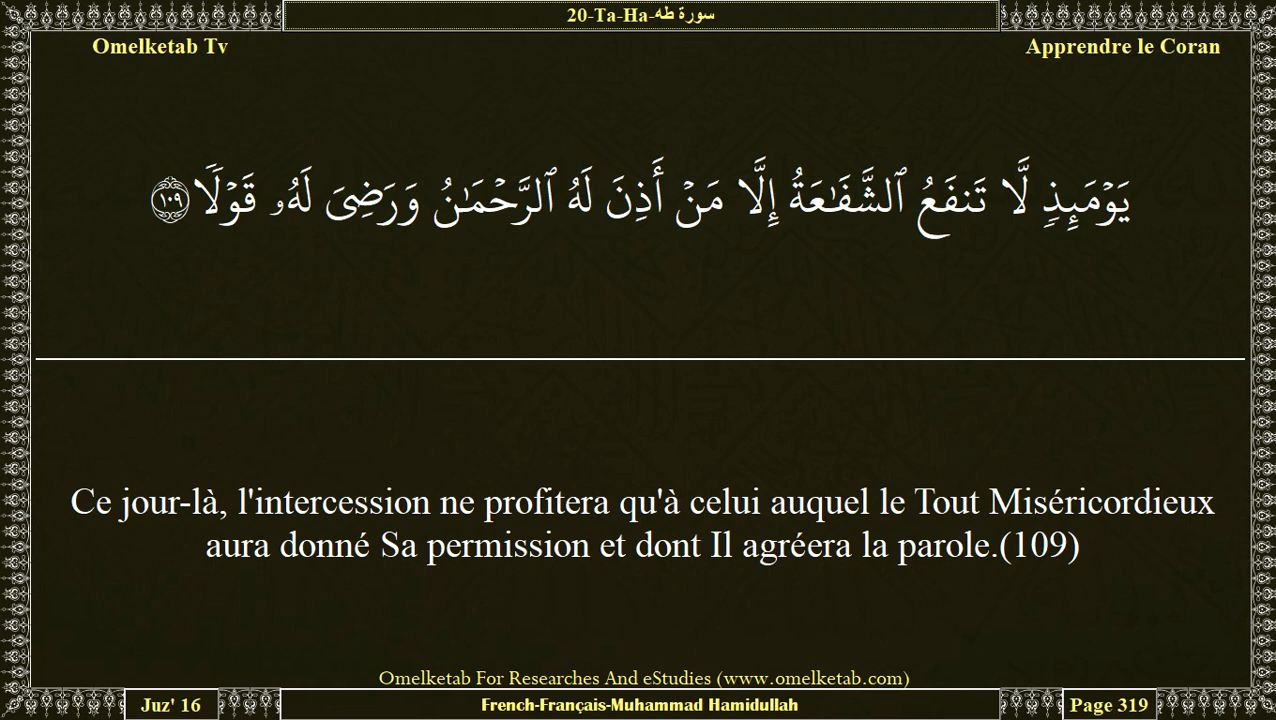 20-Ta-Ha-سورة طه
Omelketab Tv
Apprendre le Coran
يَوۡمَئِذٖ لَّا تَنفَعُ ٱلشَّفَٰعَةُ إِلَّا مَنۡ أَذِنَ لَهُ ٱلرَّحۡمَٰنُ وَرَضِيَ لَهُۥ قَوۡلٗا ١٠٩
Ce jour-là, l'intercession ne profitera qu'à celui auquel le Tout Miséricordieux
aura donné Sa permission et dont Il agréera la parole.(109)
Omelketab For Researches And eStudies (www.omelketab.com)
Juz' 16
French-Français-Muhammad Hamidullah
Page 319